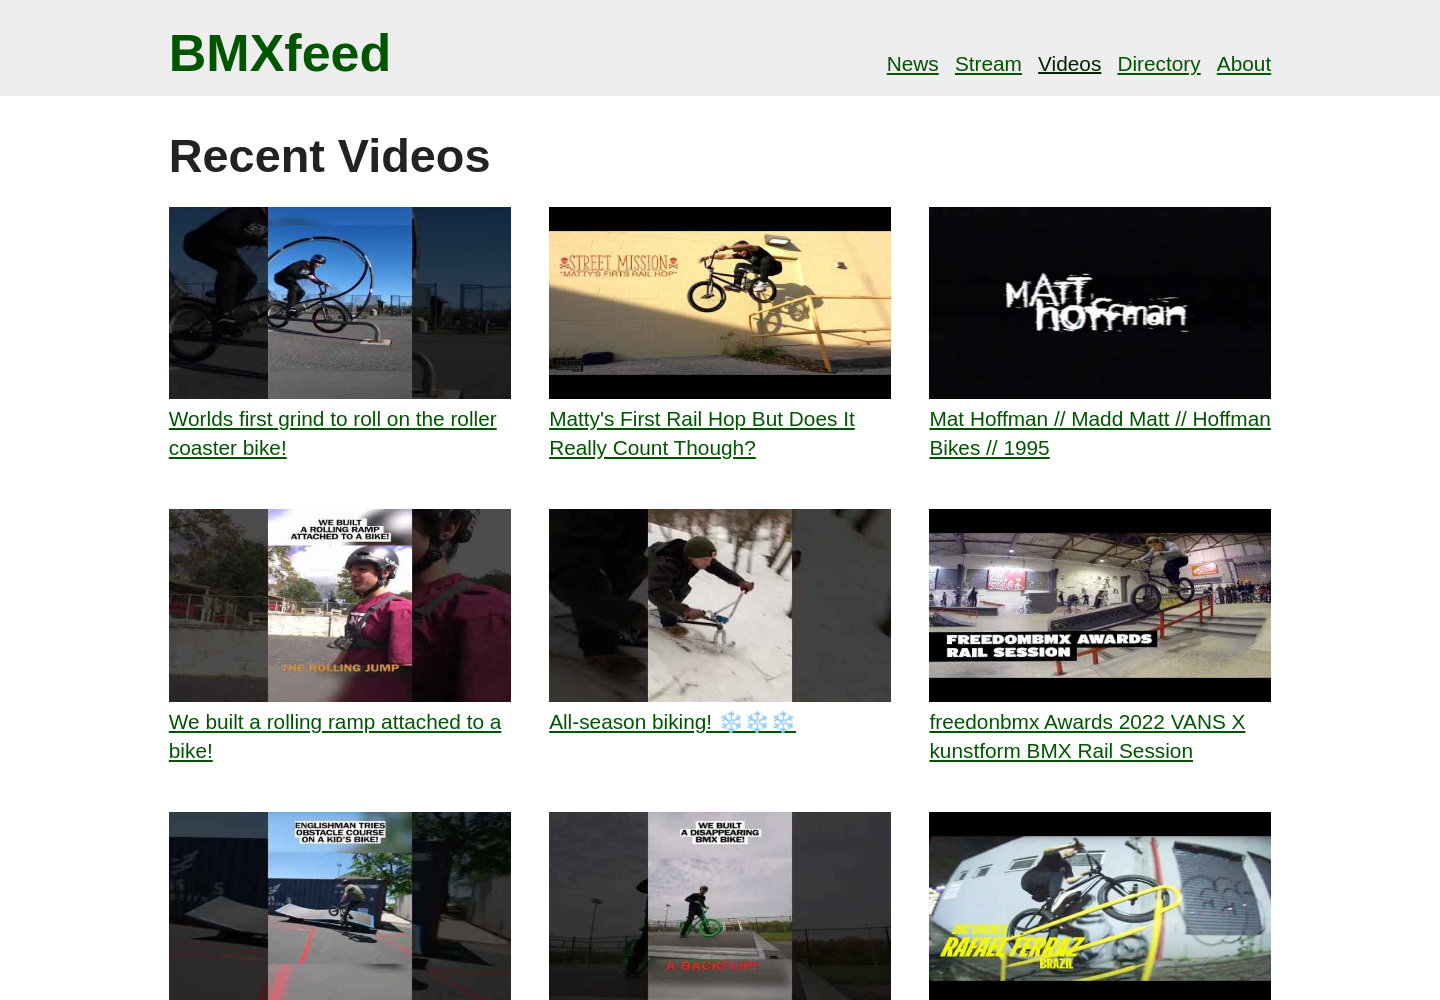 BMXfeed
News Stream Videos Directory About
Recent Videos
STREET MISSION
"MATTY'S FIRTS RAIL HOP"
MATT
hoffman
Worlds first grind to roll on the roller
coaster bike!
Matty's First Rail Hop But Does It
Really Count Though?
Mat Hoffman // Madd Matt // Hoffman
Bikes // 1995
WE BUILT
A ROLLING RAMP
ATTACHED TO A BIKE!
THE ROLLING JUMP
FREEDOMBMX AWARDS
RAIL SESSION
We built a rolling ramp attached to a
bike!
All-season biking! ❄️❄️❄️
freedonbmx Awards 2022 VANS X
kunstform BMX Rail Session
ENGLISHMAN TRIES
OBSTACLE COURSE
ON A KID'S BIKE!
WE BUILT
A DISAPPEARING
BMX BIKE!
A BACKFLIP!
RAFAEL FERRAZ
BRAZIL